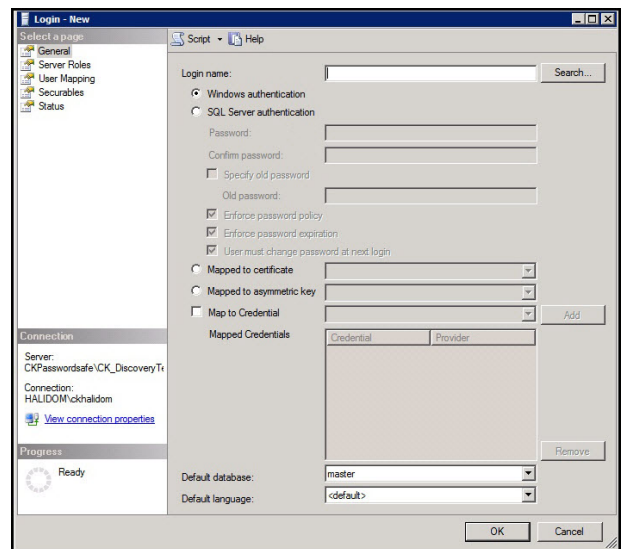 Login - New
Select a page
General
Server Roles
User Mapping
Securables
Status
Script
Help
Login name:
Search...
Windows authentication
SQL Server authentication
Password:
Confirm password:
Specify old password
Old password:
Enforce password policy
Enforce password expiration
User must change password at next login
Mapped to certificate
Mapped to asymmetric key
Map to Credential
Add
Mapped Credentials
Credential
Provider
Remove
Default database:
master
Default language:
<default>
Connection
Server:
CKPasswordsafe\CK_DiscoveryTe
Connection:
HALIDOM\ckhalidom
View connection properties
Progress
Ready
OK
Cancel